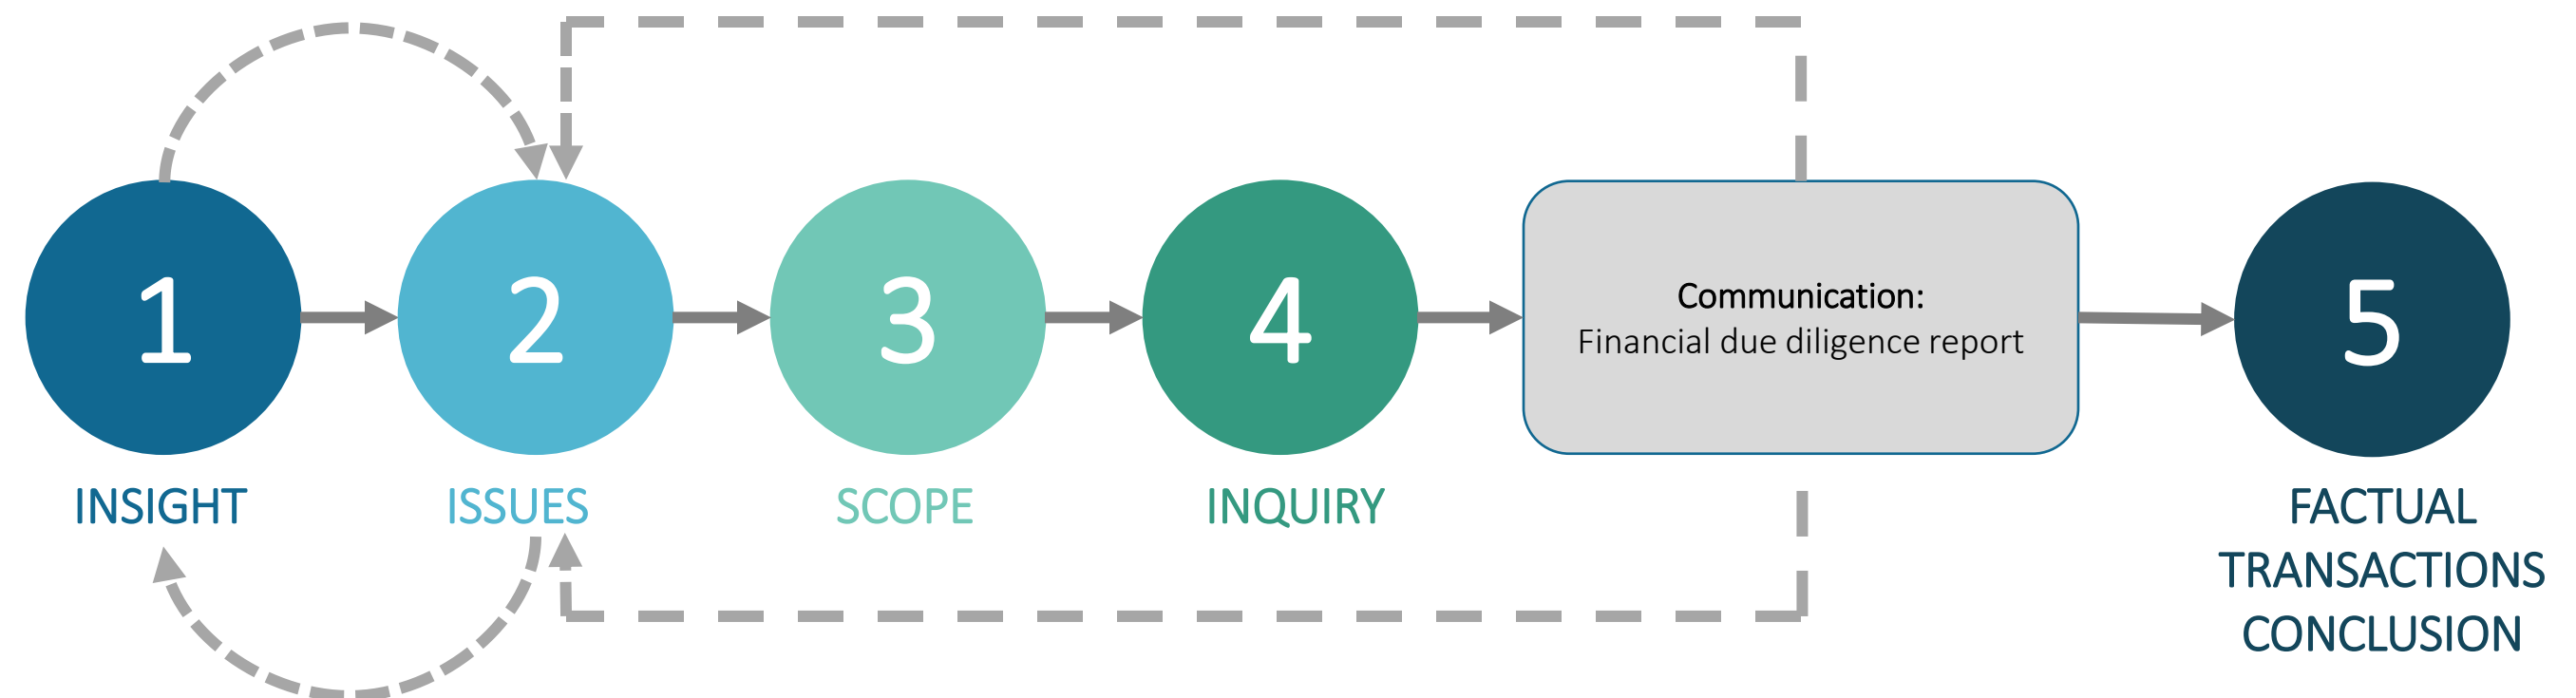 1
2
3
4
Communication:
Financial due diligence report
5
INSIGHT
ISSUES
SCOPE
INQUIRY
FACTUAL
TRANSACTIONS
CONCLUSION